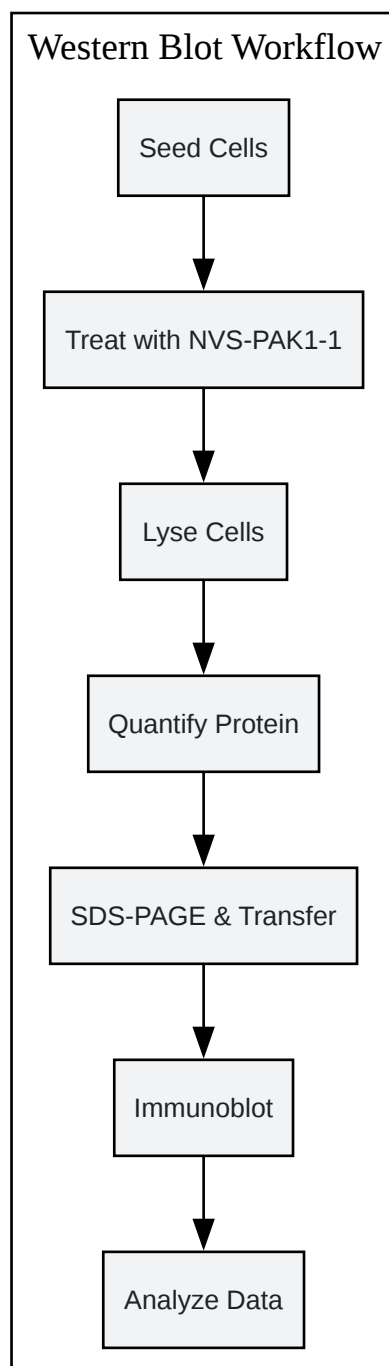 Western Blot Workflow
Seed Cells
Treat with NVS-PAK1-1
Lyse Cells
Quantify Protein
SDS-PAGE & Transfer
Immunoblot
Analyze Data